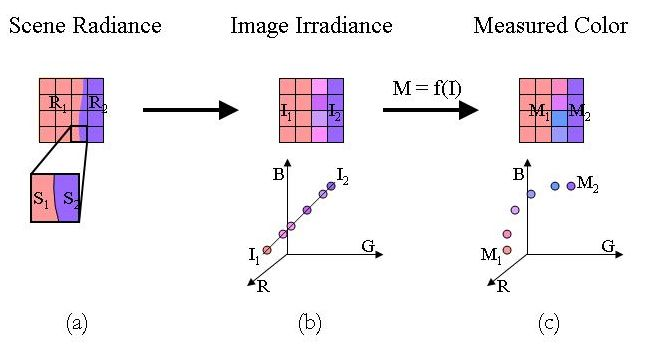 Scene Radiance
Image Irradiance
Measured Color
R1 R2
I1 I2
M = f(I)
M1 M2
S1 S2
B
I2
I1
G
R
B
M2
M1
G
R
(a)
(b)
(c)